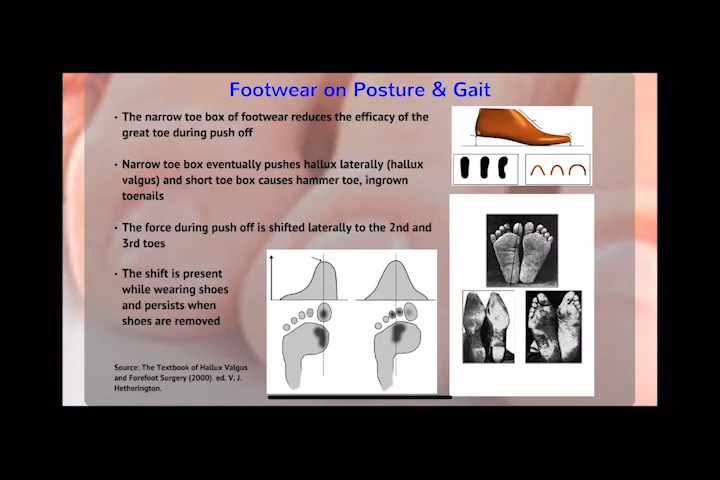 Footwear on Posture & Gait
• The narrow toe box of footwear reduces the efficacy of the
great toe during push off
• Narrow toe box eventually pushes hallux laterally (hallux
valgus) and short toe box causes hammer toe, ingrown
toenails
• The force during push off is shifted laterally to the 2nd and
3rd toes
• The shift is present
while wearing shoes
and persists when
shoes are removed
Source: The Textbook of Hallux Valgus
and Forefoot Surgery (2000). ed. V. J.
Hetherington.